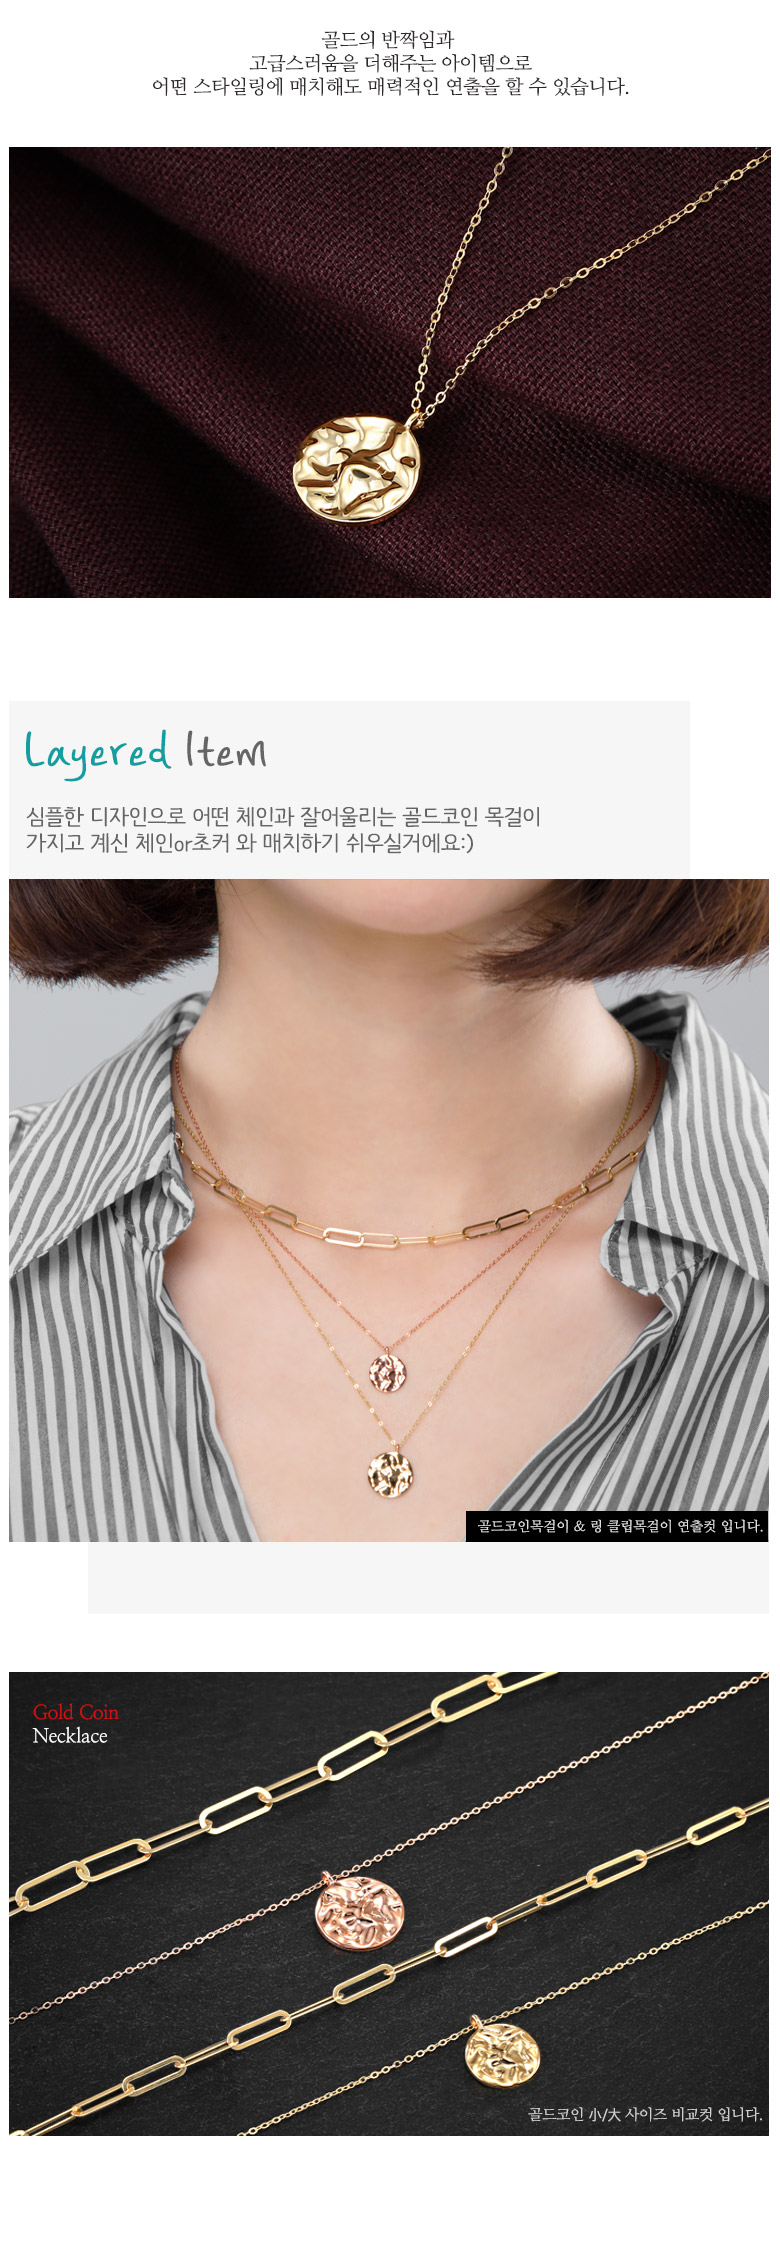 골드의 반짝임과
고급스러움을 더해주는 아이템으로
어떤 스타일링에 매치해도 매력적인 연출을 할 수 있습니다.
Layered Item
심플한 디자인으로 어떤 체인과 잘어울리는 골드코인 목걸이
가지고 계신 체인or초커 와 매치하기 쉬우실거에요:)
골드코인목걸이 & 링 클립목걸이 연출컷 입니다.
Gold Coin
Necklace
골드코인 小/大 사이즈 비교컷 입니다.